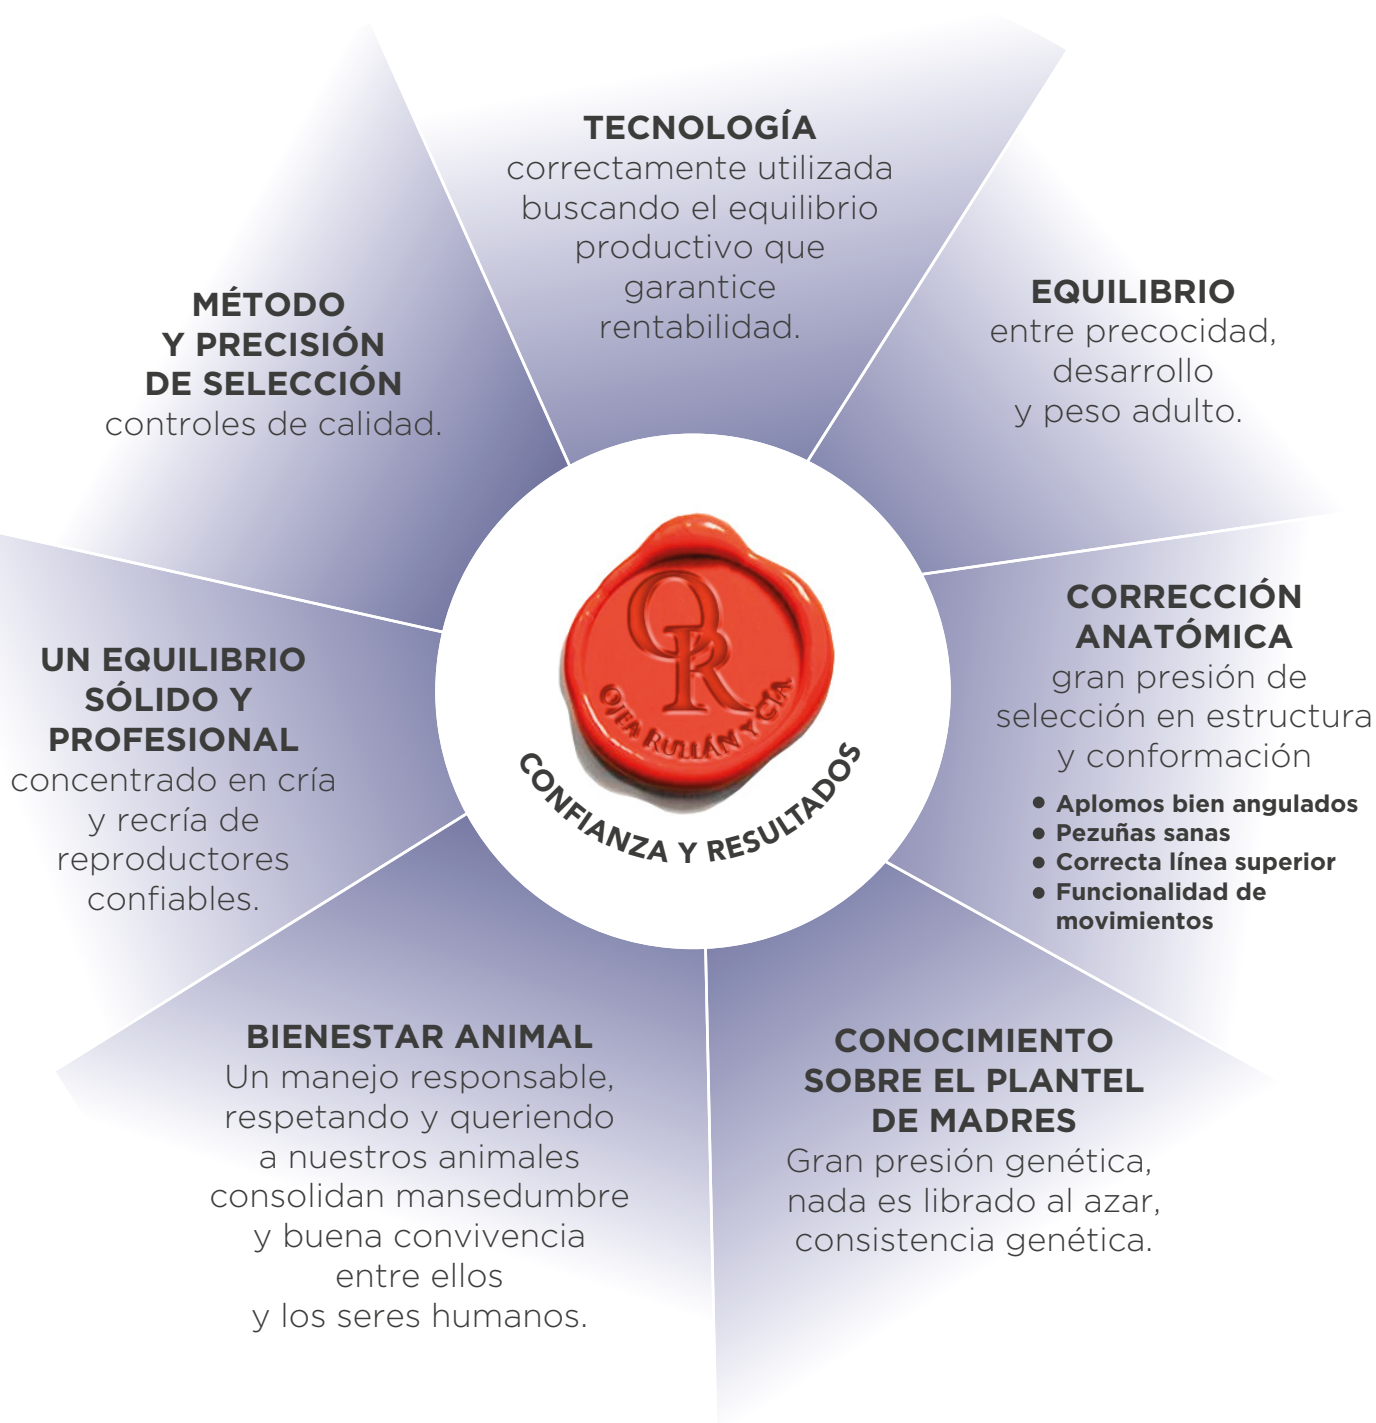 TECNOLOGÍA
correctamente utilizada
buscando el equilibrio
productivo que
garantice
rentabilidad.
EQUILIBRIO
entre precocidad,
desarrollo
y peso adulto.
CORRECCIÓN
ANATÓMICA
gran presión de
selección en estructura
y conformación
• Aplomos bien angulados
• Pezuñas sanas
• Correcta línea superior
• Funcionalidad de
movimientos
CONOCIMIENTO
SOBRE EL PLANTEL
DE MADRES
Gran presión genética,
nada es librado al azar,
consistencia genética.
BIENESTAR ANIMAL
Un manejo responsable,
respetando y queriendo
a nuestros animales
consolidan mansedumbre
y buena convivencia
entre ellos
y los seres humanos.
UN EQUILIBRIO
SÓLIDO Y
PROFESIONAL
concentrado en cría
y recría de
reproductores
confiables.
MÉTODO
Y PRECISIÓN
DE SELECCIÓN
controles de calidad.
OR
OJEA RULLÁN Y CÍA
CONFIANZA Y RESULTADOS